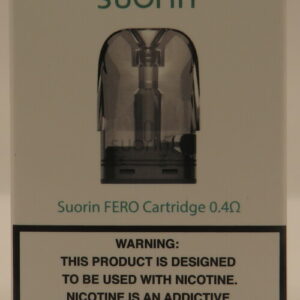 suorin
SUORIN
Suorin FERO Cartridge 0.4Ω
WARNING:
THIS PRODUCT IS DESIGNED
TO BE USED WITH NICOTINE.
NICOTINE IS AN ADDICTIVE